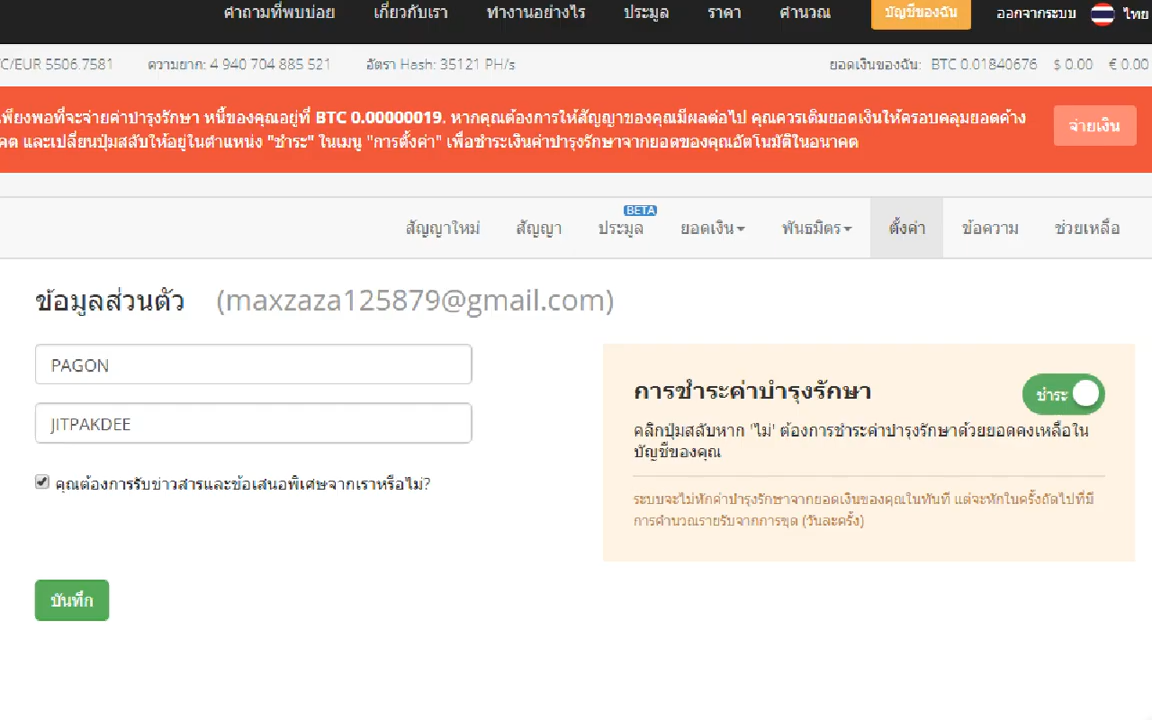 คำถามที่พบบ่อย เกี่ยวกับเรา ทำงานอย่างไร ประมูล ราคา คำนวณ บัญชีของฉัน ออกจากระบบ ไทย
C/EUR 5506.7581 ความยาก: 4 940 704 885 521 อัตรา Hash: 35121 PH/s ยอดเงินของฉัน: BTC 0.01840676 $ 0.00 € 0.00
เพียงพอที่จะจ่ายค่าบำรุงรักษา หนี้ของคุณอยู่ที่ BTC 0.00000019. หากคุณต้องการให้สัญญาของคุณมีผลต่อไป คุณควรเติมยอดเงินให้ครอบคลุมยอดค้าง
และเปลี่ยนปุ่มสลับให้อยู่ในตำแหน่ง "ชำระ" ในเมนู "การตั้งค่า" เพื่อชำระเงินค่าบำรุงรักษาจากยอดของคุณอัตโนมัติในอนาคต
จ่ายเงิน
BETA
สัญญาใหม่ สัญญา ประมูล ยอดเงิน พันธมิตร ตั้งค่า ข้อความ ช่วยเหลือ
ข้อมูลส่วนตัว (maxzaza125879@gmail.com)
PAGON
JITPAKDEE
คุณต้องการรับข่าวสารและข้อเสนอพิเศษจากเราหรือไม่?
บันทึก
การชำระค่าบำรุงรักษา ชำระ
คลิกปุ่มสลับหาก 'ไม่' ต้องการชำระค่าบำรุงรักษาด้วยยอดคงเหลือใน
บัญชีของคุณ
ระบบจะไม่หักค่าบำรุงรักษาจากยอดเงินของคุณในทันที แต่จะหักในครั้งถัดไปที่มี
การคำนวณรายรับจากการขุด (วันละครั้ง)